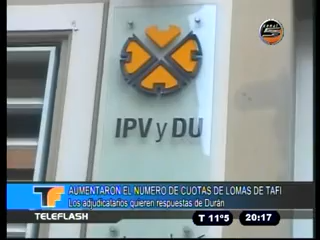 IPV y DU
AUMENTARON EL NUMERO DE CUOTAS DE LOMAS DE TAFI
Los adjudicatarios quieren respuestas de Durán
TELEFLASH
T 11°5
20:17